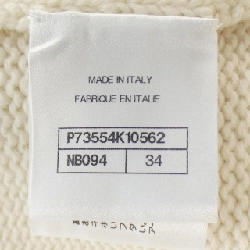 MADE IN ITALY
FABRIQUE EN ITALIE
P73554K10562
NB094 34